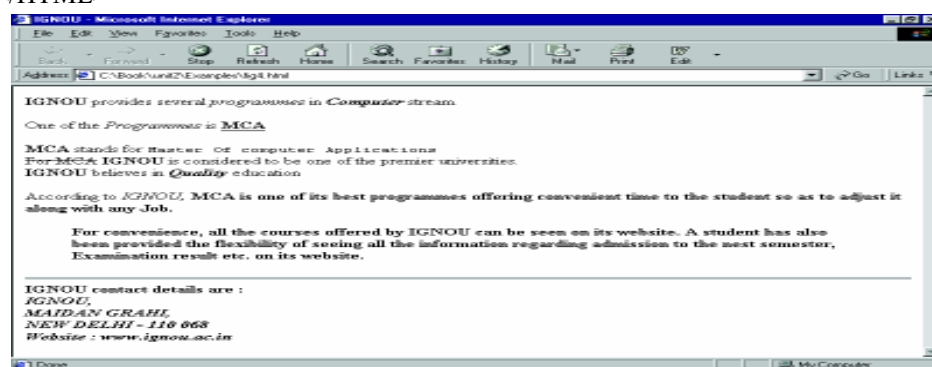 /HTML
IGNOU - Microsoft Internet Explorer
File Edit View Favorites Tools Help
Back Forward Stop Refresh Home Search Favorites History Mail Print Edit
Address C:\Book\unit2\Examples\fig4.html Go Links
IGNOU provides several programmes in Computer stream.
One of the Programmes is MCA
MCA stands for Master Of computer Applications
For MCA IGNOU is considered to be one of the premier universities.
IGNOU believes in Quality education
According to IGNOU, MCA is one of its best programmes offering convenient time to the student so as to adjust it
along with any Job.
For convenience, all the courses offered by IGNOU can be seen on its website. A student has also
been provided the flexibility of seeing all the information regarding admission to the next semester,
Examination result etc. on its website.
IGNOU contact details are :
IGNOU,
MAIDAN GRAHI,
NEW DELHI - 110 068
Website : www.ignou.ac.in
Done My Computer